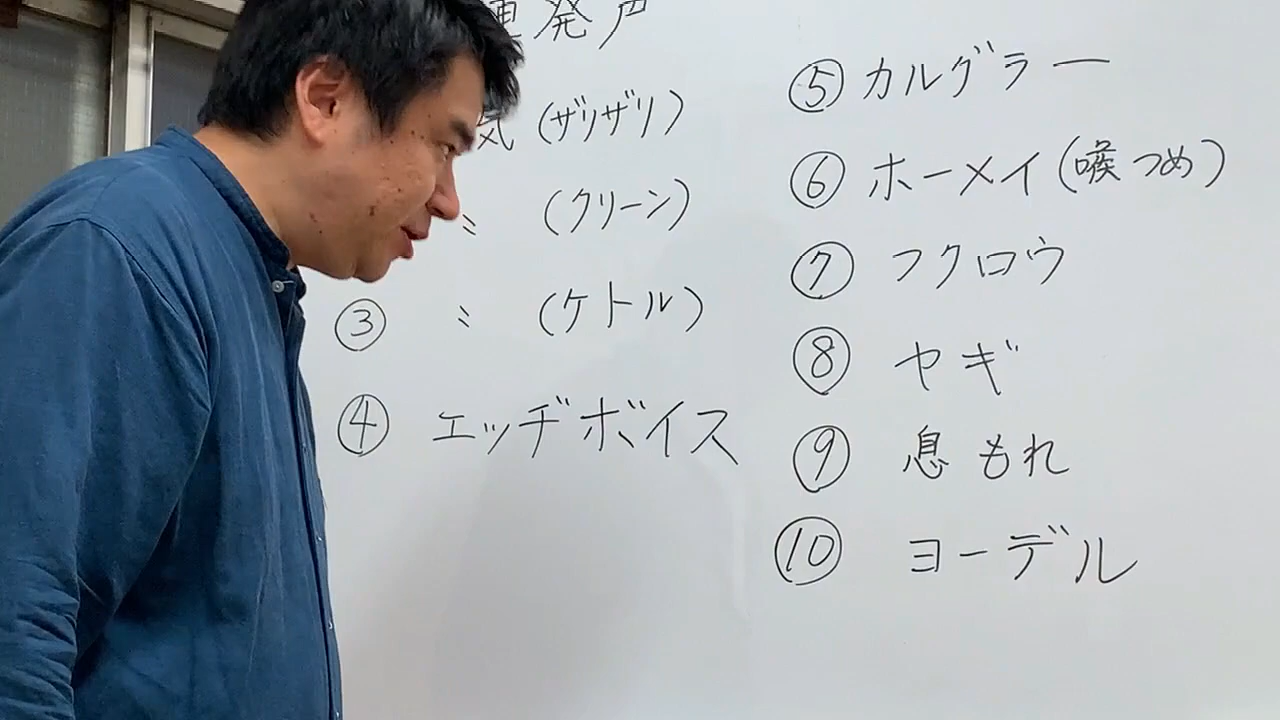 発声
気 (ザリザリ)
〃 (クリーン)
③ 〃 (ケトル)
④ エッヂボイス
⑤ カルグラー
⑥ ホーメイ (喉つめ)
⑦ フクロウ
⑧ ヤギ
⑨ 息もれ
⑩ ヨーデル